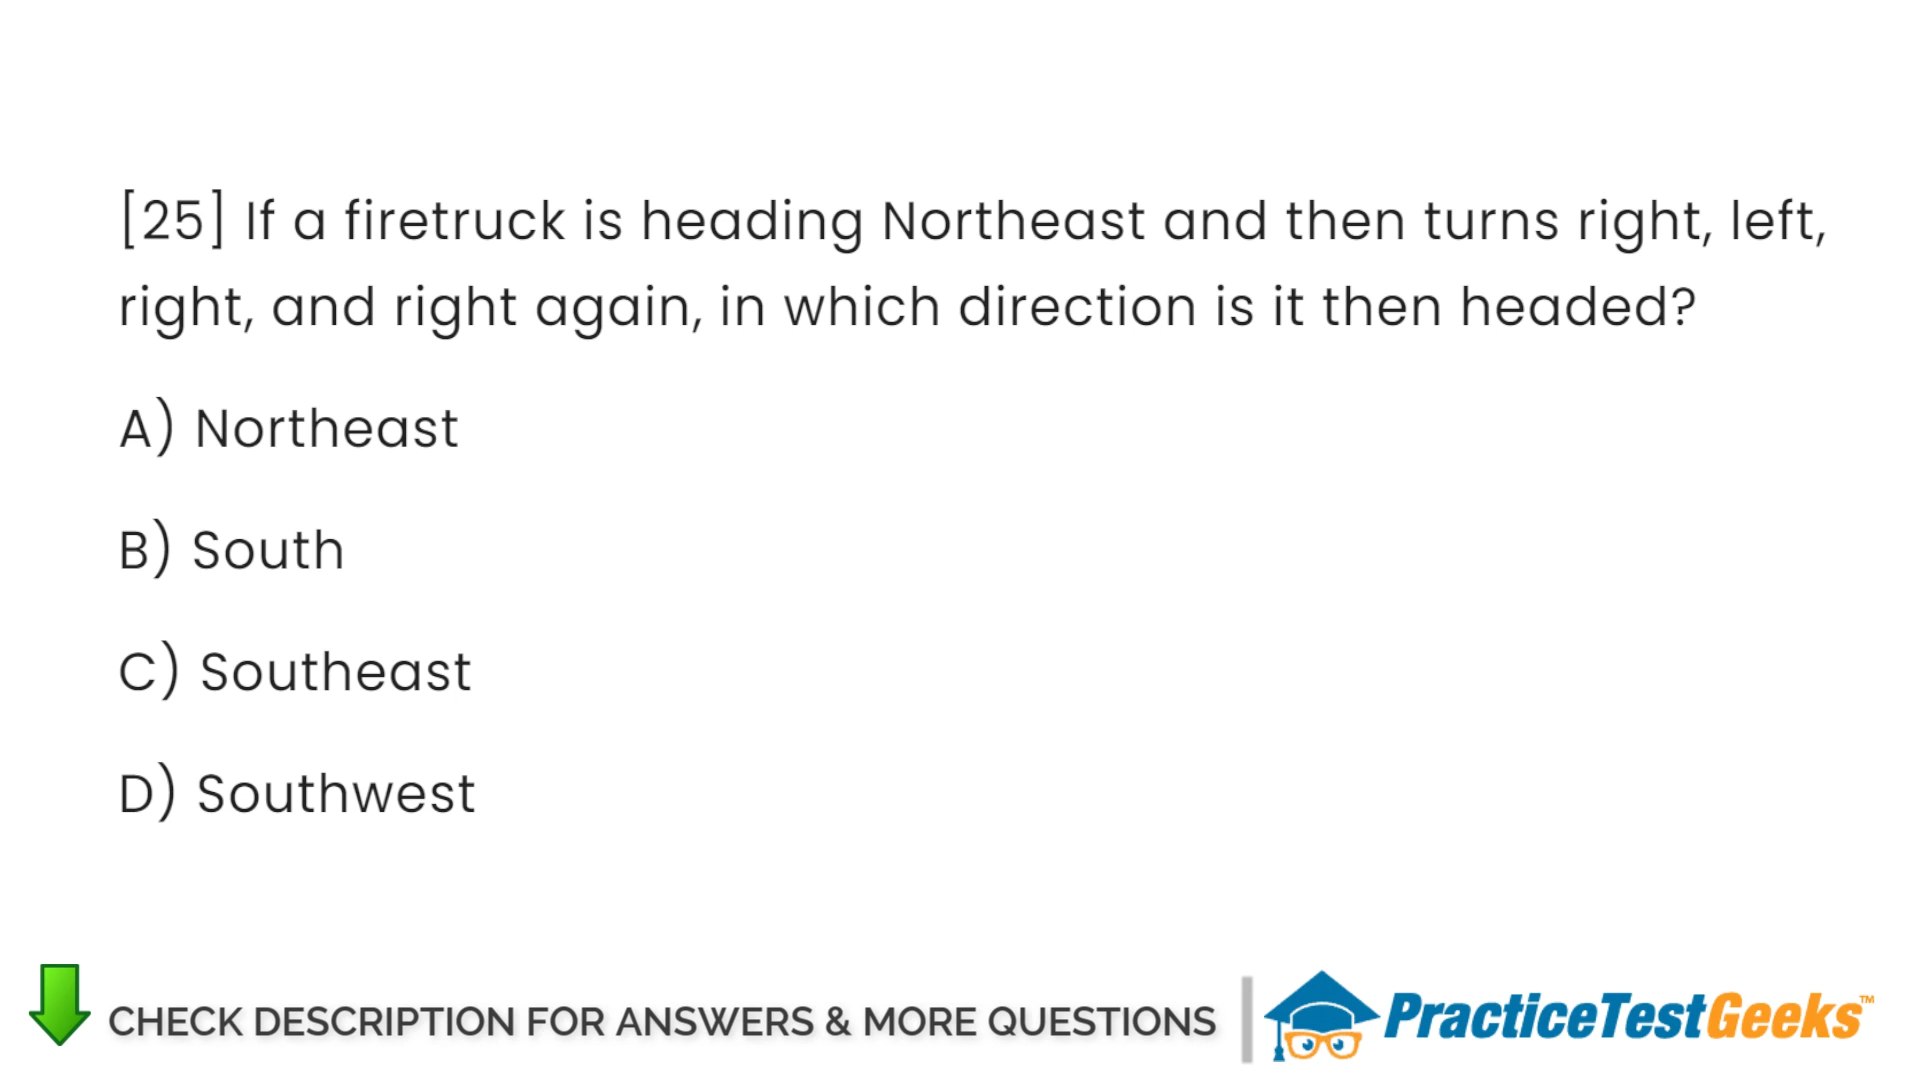 [25] If a firetruck is heading Northeast and then turns right, left,
right, and right again, in which direction is it then headed?
A) Northeast
B) South
C) Southeast
D) Southwest
CHECK DESCRIPTION FOR ANSWERS & MORE QUESTIONS
PracticeTestGeeks™